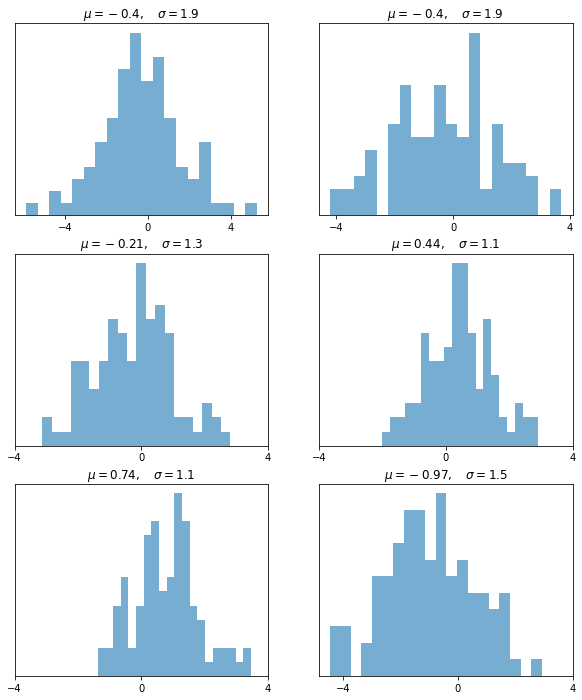 μ = −0.4, σ = 1.9 μ = −0.4, σ = 1.9
−4 0 4 −4 0 4
μ = −0.21, σ = 1.3 μ = 0.44, σ = 1.1
−4 0 4 −4 0 4
μ = 0.74, σ = 1.1 μ = −0.97, σ = 1.5
−4 0 4 −4 0 4